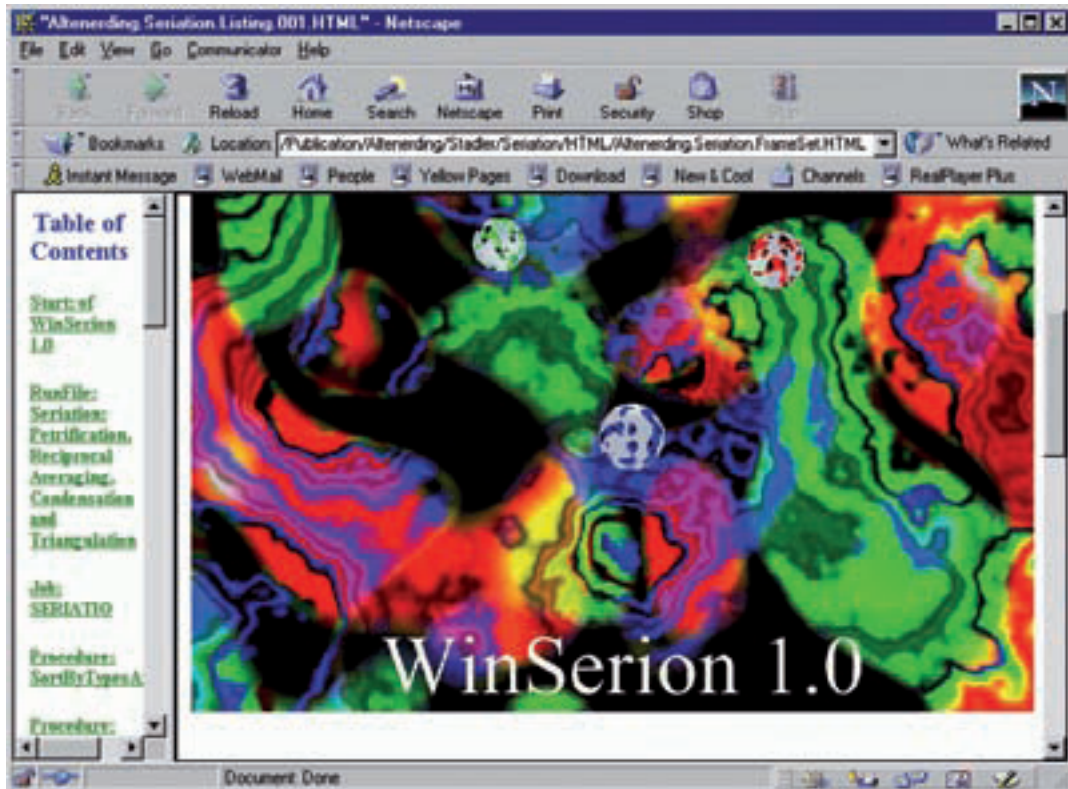 "Altenerding.Seriation.Listing.001.HTML" - Netscape
File Edit View Go Communicator Help
Back Forward Reload Home Search Netscape Print Security Shop Stop
Bookmarks Location: /Publication/Altenerding/Stadler/Seriation/HTML/Altenerding.Seriation.FrameSet.HTML What's Related
Instant Message WebMail People Yellow Pages Download New & Cool Channels RealPlayer Plus
Table of
Contents
Start: of
WinSerion
1.0
RunFile:
Seriation:
Petrification,
Reciprocal
Averaging,
Condensation
and
Triangulation
Job:
SERIATIO
Procedure:
SortByTypesA
Procedure:
WinSerion 1.0
Document: Done